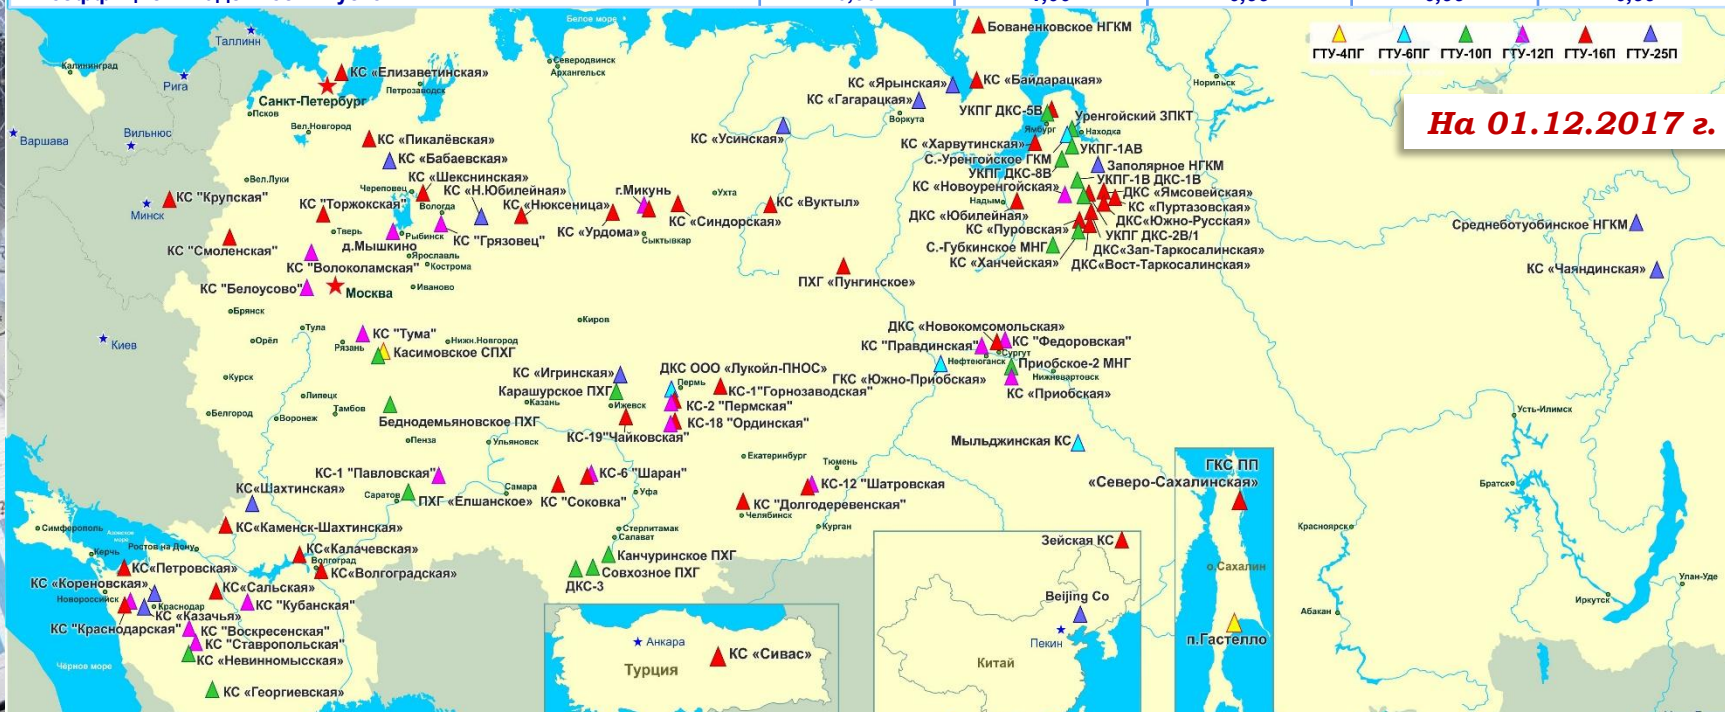 Белое море
Бованенковское НГКМ
ГТУ-4ПГ ГТУ-6ПГ ГТУ-10П ГТУ-12П ГТУ-16П ГТУ-25П
На 01.12.2017 г.
Таллинн
Калининград
Рига
КС «Елизаветинская»
Санкт-Петербург
Псков
Петрозаводск
Северодвинск
Архангельск
КС «Ярынская»
КС «Байдарацкая»
КС «Гагарацкая»
Воркута
Норильск
УКПГ ДКС-5В
Уренгойский ЗПКТ
Ямбург
Находка
Варшава
Вильнюс
Вел.Новгород
КС «Пикалёвская»
КС «Бабаевская»
КС «Усинская»
КС «Харвутинская»
УКПГ-1АВ
С.-Уренгойское ГКМ
Заполярное НГКМ
УКПГ ДКС-8В
УКПГ-1В ДКС-1В
Вел.Луки
Череповец
КС «Шекснинская»
КС «Н.Юбилейная»
г.Микунь
Ухта
КС «Новоуренгойская»
ДКС «Ямсовейская»
Минск
КС "Крупская"
КС "Торжокская"
Вологда
КС «Нюксеница»
КС «Синдорская»
КС «Вуктыл»
Надым
КС «Пуртазовская»
ДКС «Юбилейная»
ДКС«Южно-Русская»
Среднеботуобинское НГКМ
Тверь
Рыбинск
КС "Грязовец"
КС «Урдома»
Сыктывкар
КС «Пуровская»
УКПГ ДКС-2В/1
КС "Смоленская"
д.Мышкино
Ярославль
С.-Губкинское МНГ
ДКС«Зап-Таркосалинская»
КС "Волоколамская"
Кострома
КС «Ханчейская»
ДКС«Вост-Таркосалинская»
КС «Чаяндинская»
КС "Белоусово"
Москва
Иваново
ПХГ «Пунгинское»
Брянск
Киров
Киев
Тула
КС "Тума"
ДКС «Новокомсомольская»
Орёл
Рязань
Нижн.Новгород
КС "Правдинская"
КС "Федоровская"
Касимовское СПХГ
Сургут
Нефтеюганск
Приобское-2 МНГ
Курск
КС «Игринская»
ДКС ООО «Лукойл-ПНОС»
ГКС «Южно-Приобская»
Нижневартовск
Карашурское ПХГ
Пермь
КС-1"Горнозаводская"
КС «Приобская»
Липецк
Казань
Ижевск
КС-2 "Пермская"
Белгород
Воронеж
Тамбов
Беднодемьяновское ПХГ
КС-18 "Ординская"
Усть-Илимск
Пенза
Ульяновск
КС-19"Чайковская"
Мыльджинская КС
Екатеринбург
Тюмень
ГКС ПП
«Северо-Сахалинская»
КС-1 "Павловская"
КС-6 "Шаран"
КС-12 "Шатровская
Братск
КС«Шахтинская»
Саратов
ПХГ «Елшанское»
Самара
КС "Соковка"
Уфа
КС "Долгодеревенская"
Челябинск
Симферополь
Азовское
море
КС«Каменск-Шахтинская»
Стерлитамак
Курган
Красноярск
Салават
Керчь
Ростов на Дону
КС«Калачевская»
Канчуринское ПХГ
Зейская КС
Волгоград
КС«Петровская»
КС«Волгоградская»
Совхозное ПХГ
о.Сахалин
КС «Кореновская»
КС«Сальская»
ДКС-3
Улан-Уде
Новороссийск
Краснодар
КС "Кубанская"
Beijing Co
Иркутск
КС «Казачья»
Абакан
КС "Краснодарская"
КС "Воскресенская"
Анкара
Пекин
п.Гастелло
КС "Ставропольская"
КС «Сивас»
Чёрное море
КС «Невинномысская»
Турция
Китай
КС «Георгиевская»